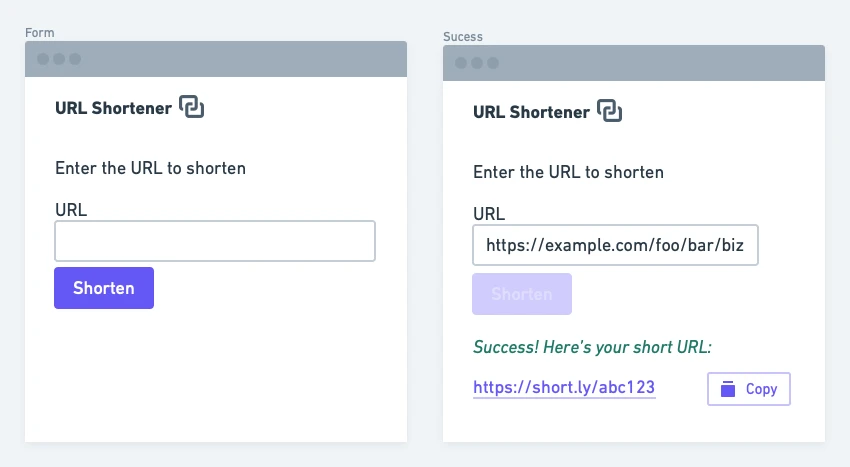 Form
URL Shortener
Enter the URL to shorten
URL
Shorten
Sucess
URL Shortener
Enter the URL to shorten
URL
https://example.com/foo/bar/biz
Shorten
Success! Here's your short URL:
https://short.ly/abc123
Copy